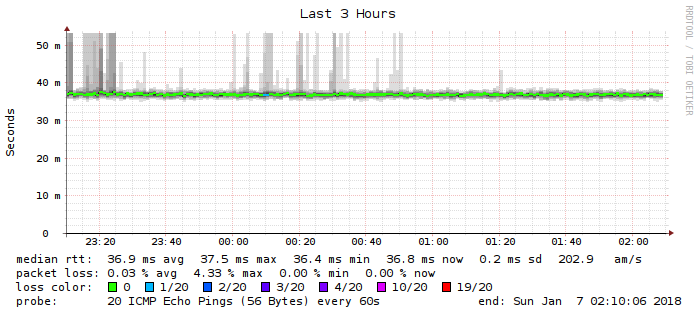 Last 3 Hours
RRDTOOL / TOBI OETIKER
Seconds
50 m
40 m
30 m
20 m
10 m
0
23:20 23:40 00:00 00:20 00:40 01:00 01:20 01:40 02:00
median rtt: 36.9 ms avg 37.5 ms max 36.4 ms min 36.8 ms now 0.2 ms sd 202.9 am/s
packet loss: 0.03 % avg 4.33 % max 0.00 % min 0.00 % now
loss color: 0 1/20 2/20 3/20 4/20 10/20 19/20
probe: 20 ICMP Echo Pings (56 Bytes) every 60s end: Sun Jan 7 02:10:06 2018